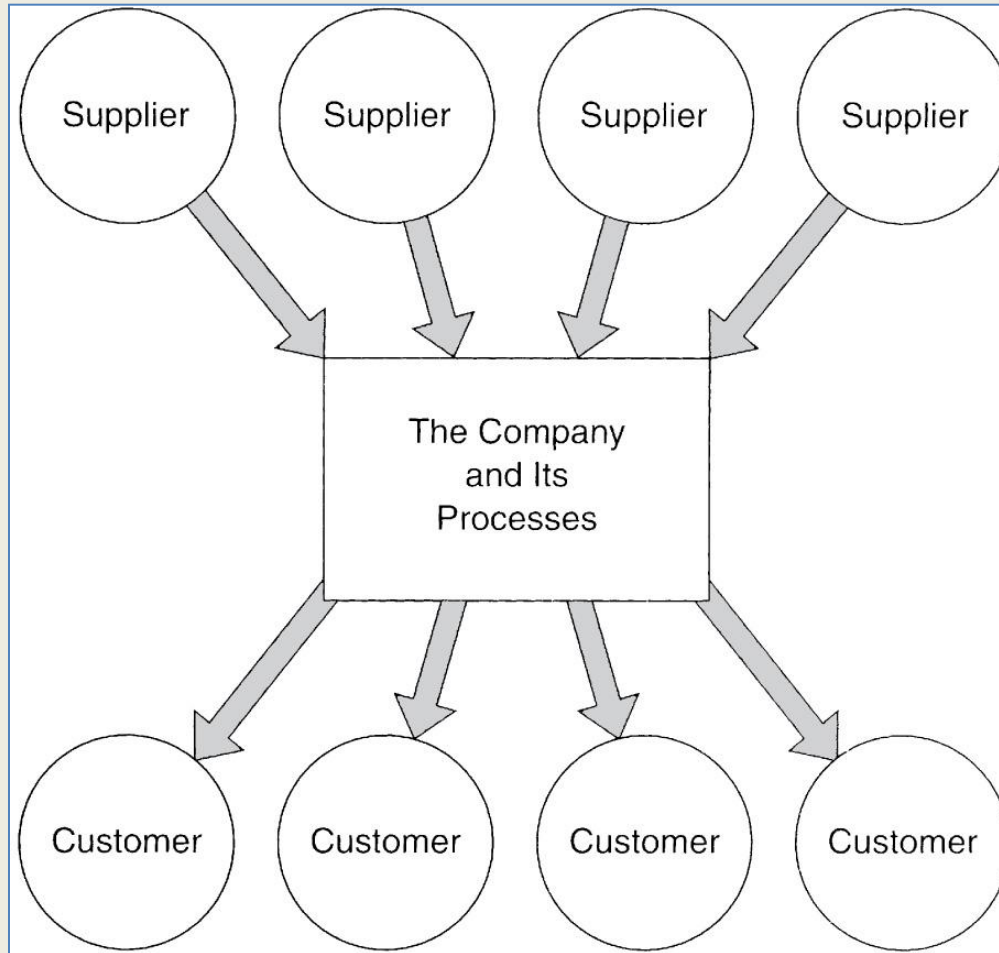 Supplier
Supplier
Supplier
Supplier
The Company
and Its
Processes
Customer
Customer
Customer
Customer